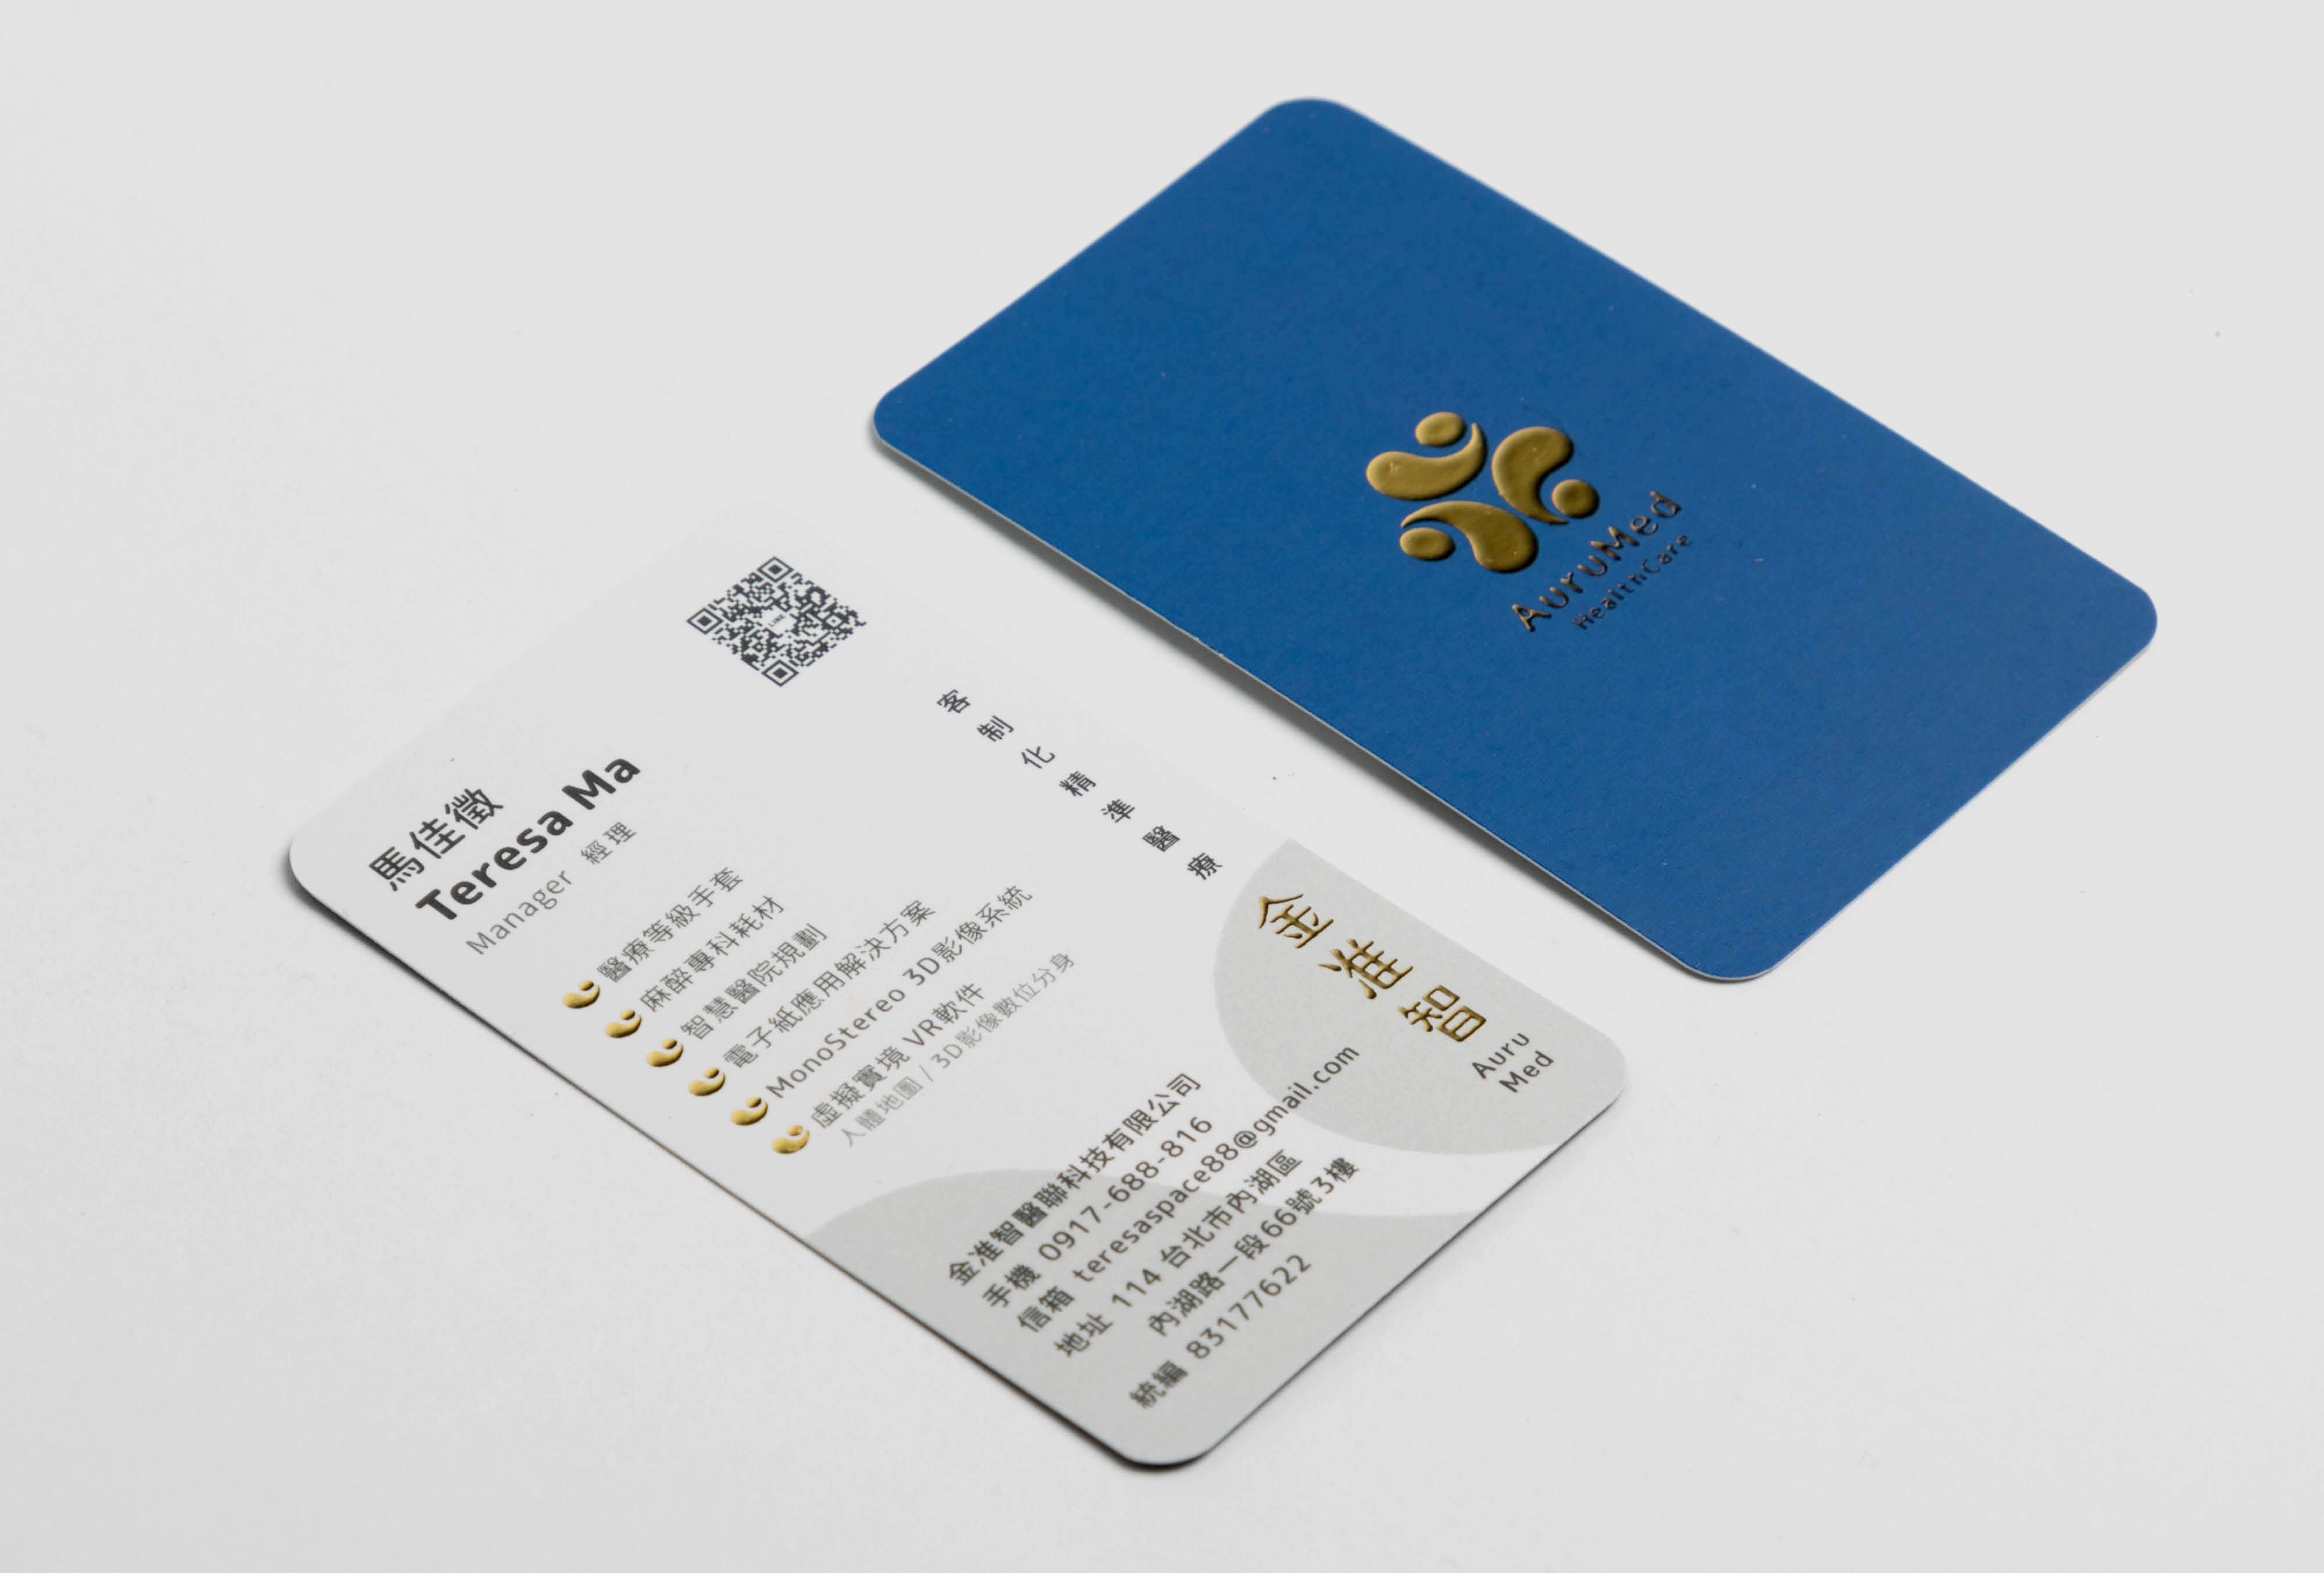 AuruMed
HealthCare
LINE
馬佳徵
Teresa Ma
Manager 經理
客制化精準醫療
醫療等級手套
麻醉專科耗材
智慧醫院規劃
電子紙應用解決方案
MonoStereo 3D影像系統
虛擬實境 VR軟件
人體地圖 / 3D影像數位分身
金准智
Auru
Med
金准智醫聯科技有限公司
手機 0917-688-816
信箱 teresaspace88@gmail.com
地址 114 台北市內湖區
內湖路一段66號3樓
統編 83177622